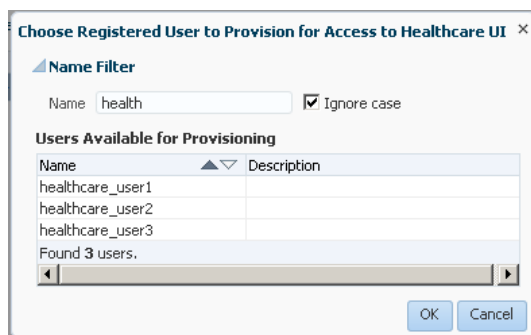 Choose Registered User to Provision for Access to Healthcare UI
Name Filter
Name health Ignore case
Users Available for Provisioning
Name Description
healthcare_user1
healthcare_user2
healthcare_user3
Found 3 users.
OK Cancel